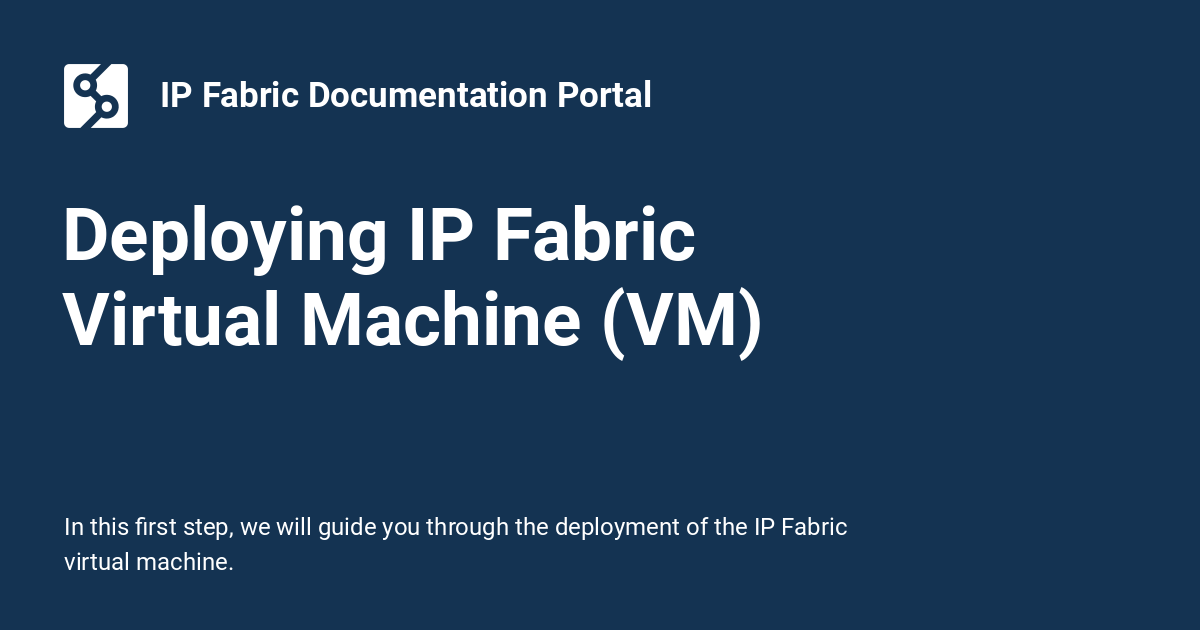 IP Fabric Documentation Portal
Deploying IP Fabric
Virtual Machine (VM)
In this first step, we will guide you through the deployment of the IP Fabric
virtual machine.